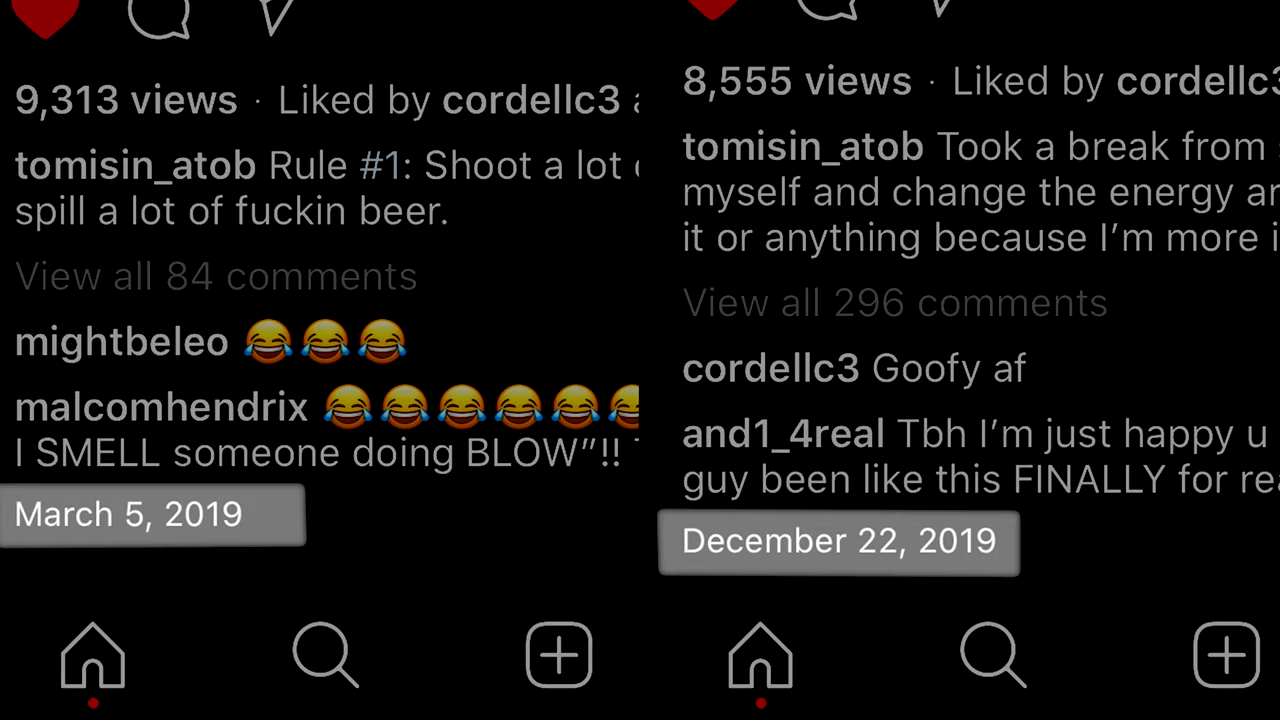 9,313 views · Liked by cordellc3
tomisin_atob Rule #1: Shoot a lot
spill a lot of fuckin beer.
View all 84 comments
mightbeleo 😂😂😂
malcomhendrix 😂😂😂😂😂😂
I SMELL someone doing BLOW”!!
March 5, 2019
8,555 views · Liked by cordellc3
tomisin_atob Took a break from
myself and change the energy
it or anything because I’m more
View all 296 comments
cordellc3 Goofy af
and1_4real Tbh I’m just happy u
guy been like this FINALLY for
December 22, 2019